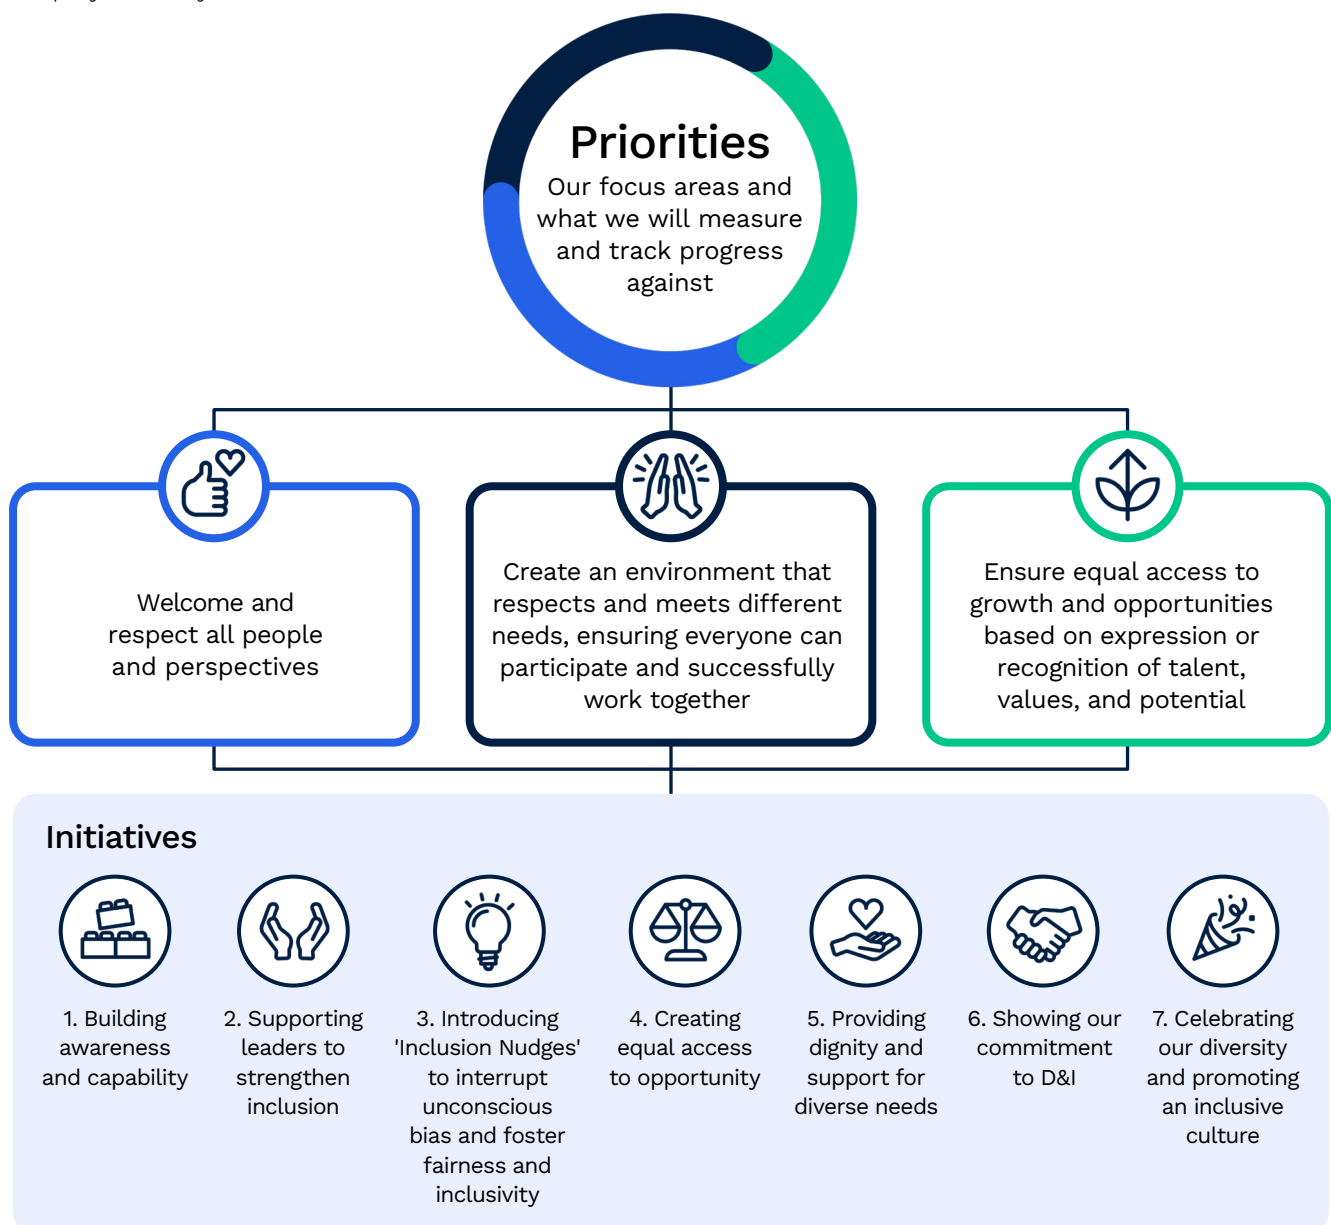 Priorities
Our focus areas and
what we will measure
and track progress
against
Welcome and
respect all people
and perspectives
Create an environment that
respects and meets different
needs, ensuring everyone can
participate and successfully
work together
Ensure equal access to
growth and opportunities
based on expression or
recognition of talent,
values, and potential
Initiatives
1. Building
awareness
and capability
2. Supporting
leaders to
strengthen
inclusion
3. Introducing
'Inclusion Nudges'
to interrupt
unconscious
bias and foster
fairness and
inclusivity
4. Creating
equal access
to opportunity
5. Providing
dignity and
support for
diverse needs
6. Showing our
commitment
to D&I
7. Celebrating
our diversity
and promoting
an inclusive
culture